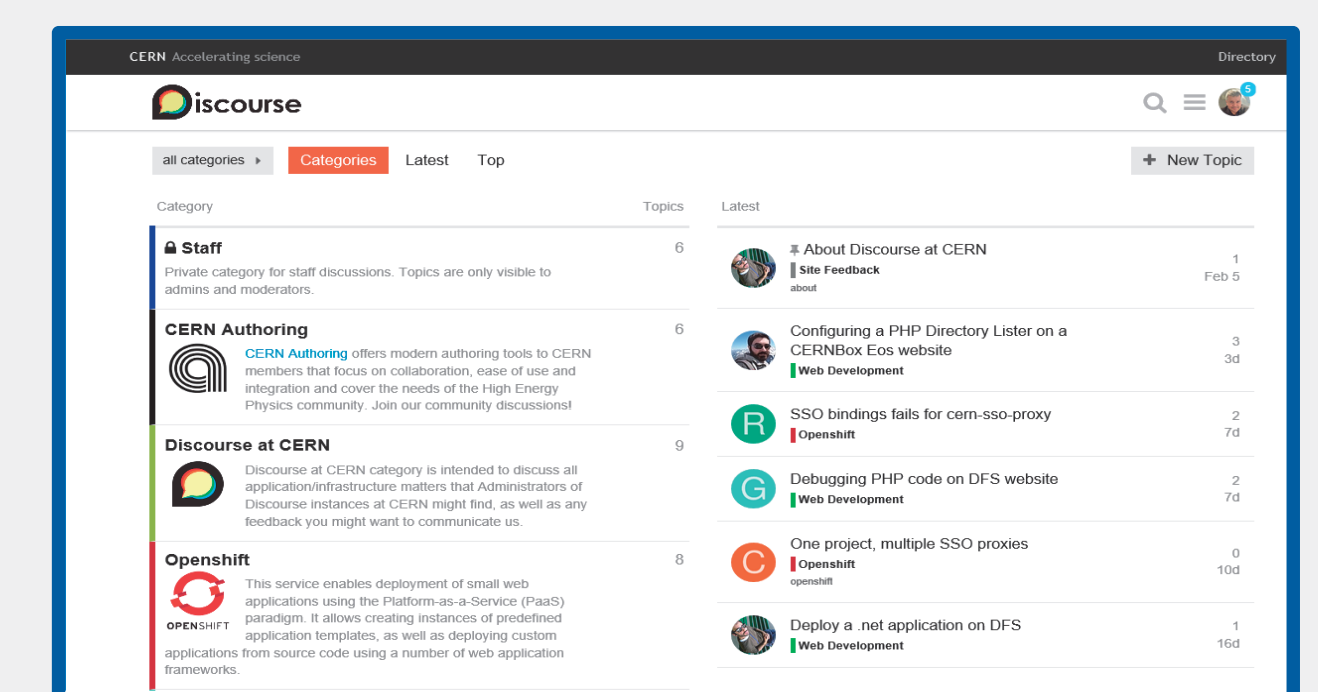 CERN Accelerating science
Directory
Discourse
5
all categories
Categories
Latest
Top
+ New Topic
Category
Topics
Staff
6
Private category for staff discussions. Topics are only visible to
admins and moderators.
CERN Authoring
6
CERN Authoring offers modern authoring tools to CERN
members that focus on collaboration, ease of use and
integration and cover the needs of the High Energy
Physics community. Join our community discussions!
Discourse at CERN
9
Discourse at CERN category is intended to discuss all
application/infrastructure matters that Administrators of
Discourse instances at CERN might find, as well as any
feedback you might want to communicate us.
Openshift
8
OPENSHIFT
This service enables deployment of small web
applications using the Platform-as-a-Service (PaaS)
paradigm. It allows creating instances of predefined
application templates, as well as deploying custom
applications from source code using a number of web application
frameworks.
Latest
About Discourse at CERN
Site Feedback
about
1
Feb 5
Configuring a PHP Directory Lister on a
CERNBox Eos website
Web Development
3
3d
R
SSO bindings fails for cern-sso-proxy
Openshift
2
7d
G
Debugging PHP code on DFS website
Web Development
2
7d
C
One project, multiple SSO proxies
Openshift
openshift
0
10d
Deploy a .net application on DFS
Web Development
1
16d